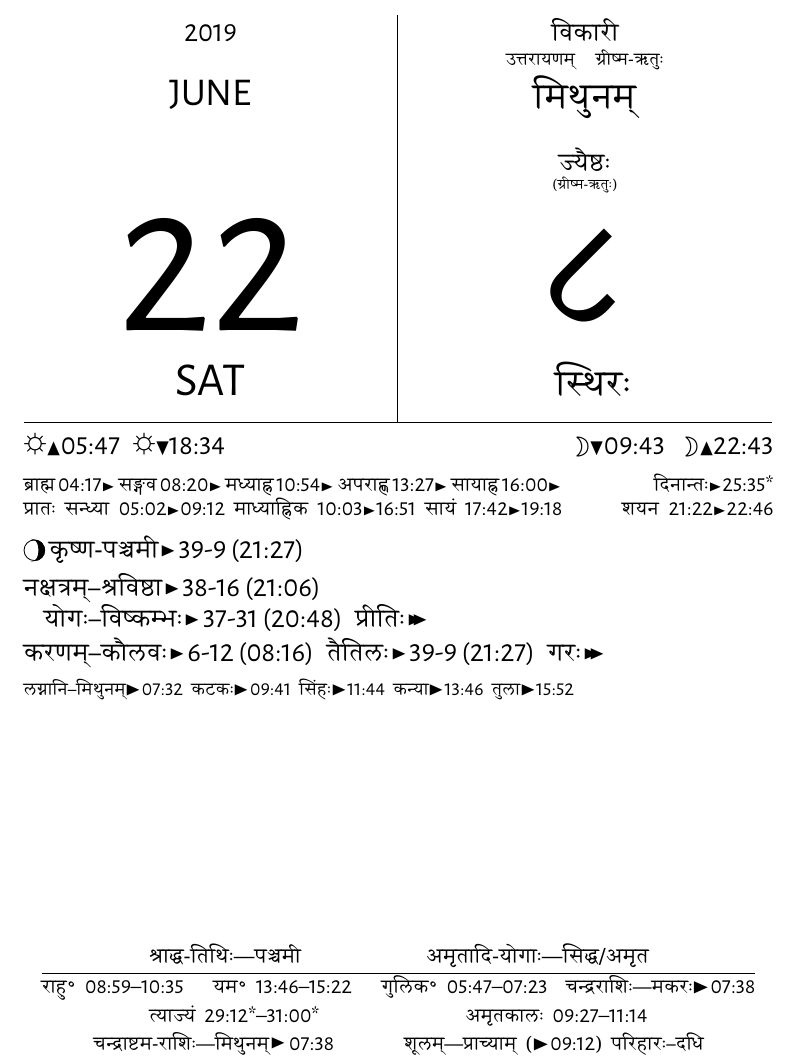 2019
JUNE
22
SAT
विकारी
उत्तरायणम् ग्रीष्म-ऋतुः
मिथुनम्
ज्यैष्ठः
(ग्रीष्म-ऋतुः)
८
स्थिरः
☼▲05:47 ☼▼18:34 ☽▼09:43 ☽▲22:43
ब्राह्म 04:17► सङ्गव 08:20► मध्याह्न 10:54► अपराह्ण 13:27► सायाह्न 16:00► दिनान्तः►25:35*
प्रातः सन्ध्या 05:02►09:12 माध्याह्निक 10:03►16:51 सायं 17:42►19:18 शयन 21:22►22:46
कृष्ण-पञ्चमी►39-9 (21:27)
नक्षत्रम्–श्रविष्ठा►38-16 (21:06)
योगः–विष्कम्भः►37-31 (20:48) प्रीतिः►►
करणम्–कौलवः►6-12 (08:16) तैतिलः►39-9 (21:27) गरः►►
लग्नानि–मिथुनम्►07:32 कटकः►09:41 सिंहः►11:44 कन्या►13:46 तुला►15:52
श्राद्ध-तिथिः—पञ्चमी अमृतादि-योगाः—सिद्ध/अमृत
राहु° 08:59–10:35 यम° 13:46–15:22 गुलिक° 05:47–07:23 चन्द्रराशिः—मकरः►07:38
त्याज्यं 29:12*–31:00* अमृतकालः 09:27–11:14
चन्द्राष्टम-राशिः—मिथुनम्►07:38 शूलम्—प्राच्याम् (►09:12) परिहारः–दधि